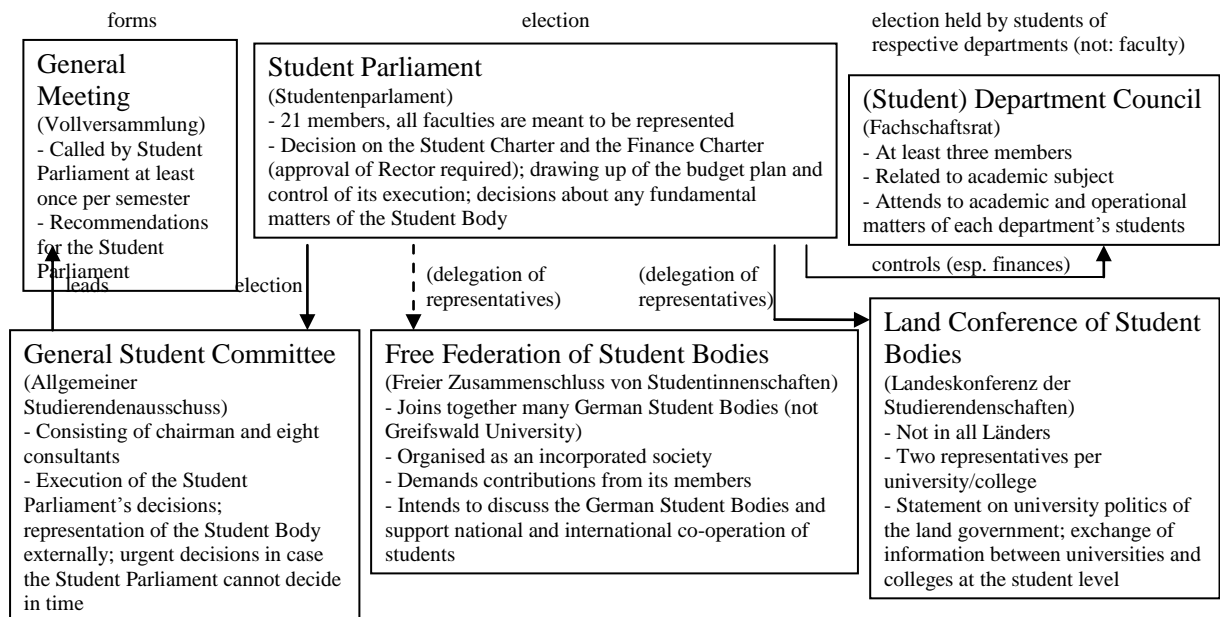 forms
election
election held by students of
respective departments (not: faculty)
General
Meeting
(Vollversammlung)
- Called by Student
Parliament at least
once per semester
- Recommendations
for the Student
Parliament
Student Parliament
(Studentenparlament)
- 21 members, all faculties are meant to be represented
- Decision on the Student Charter and the Finance Charter
(approval of Rector required); drawing up of the budget plan and
control of its execution; decisions about any fundamental
matters of the Student Body
(Student) Department Council
(Fachschaftsrat)
- At least three members
- Related to academic subject
- Attends to academic and operational
matters of each department's students
leads
election
(delegation of
representatives)
(delegation of
representatives)
controls (esp. finances)
General Student Committee
(Allgemeiner
Studierendenausschuss)
- Consisting of chairman and eight
consultants
- Execution of the Student
Parliament's decisions;
representation of the Student Body
externally; urgent decisions in case
the Student Parliament cannot decide
in time
Free Federation of Student Bodies
(Freier Zusammenschluss von Studentinnenschaften)
- Joins together many German Student Bodies (not
Greifswald University)
- Organised as an incorporated society
- Demands contributions from its members
- Intends to discuss the German Student Bodies and
support national and international co-operation of
students
Land Conference of Student
Bodies
(Landeskonferenz der
Studierendenschaften)
- Not in all Länders
- Two representatives per
university/college
- Statement on university politics of
the land government; exchange of
information between universities and
colleges at the student level